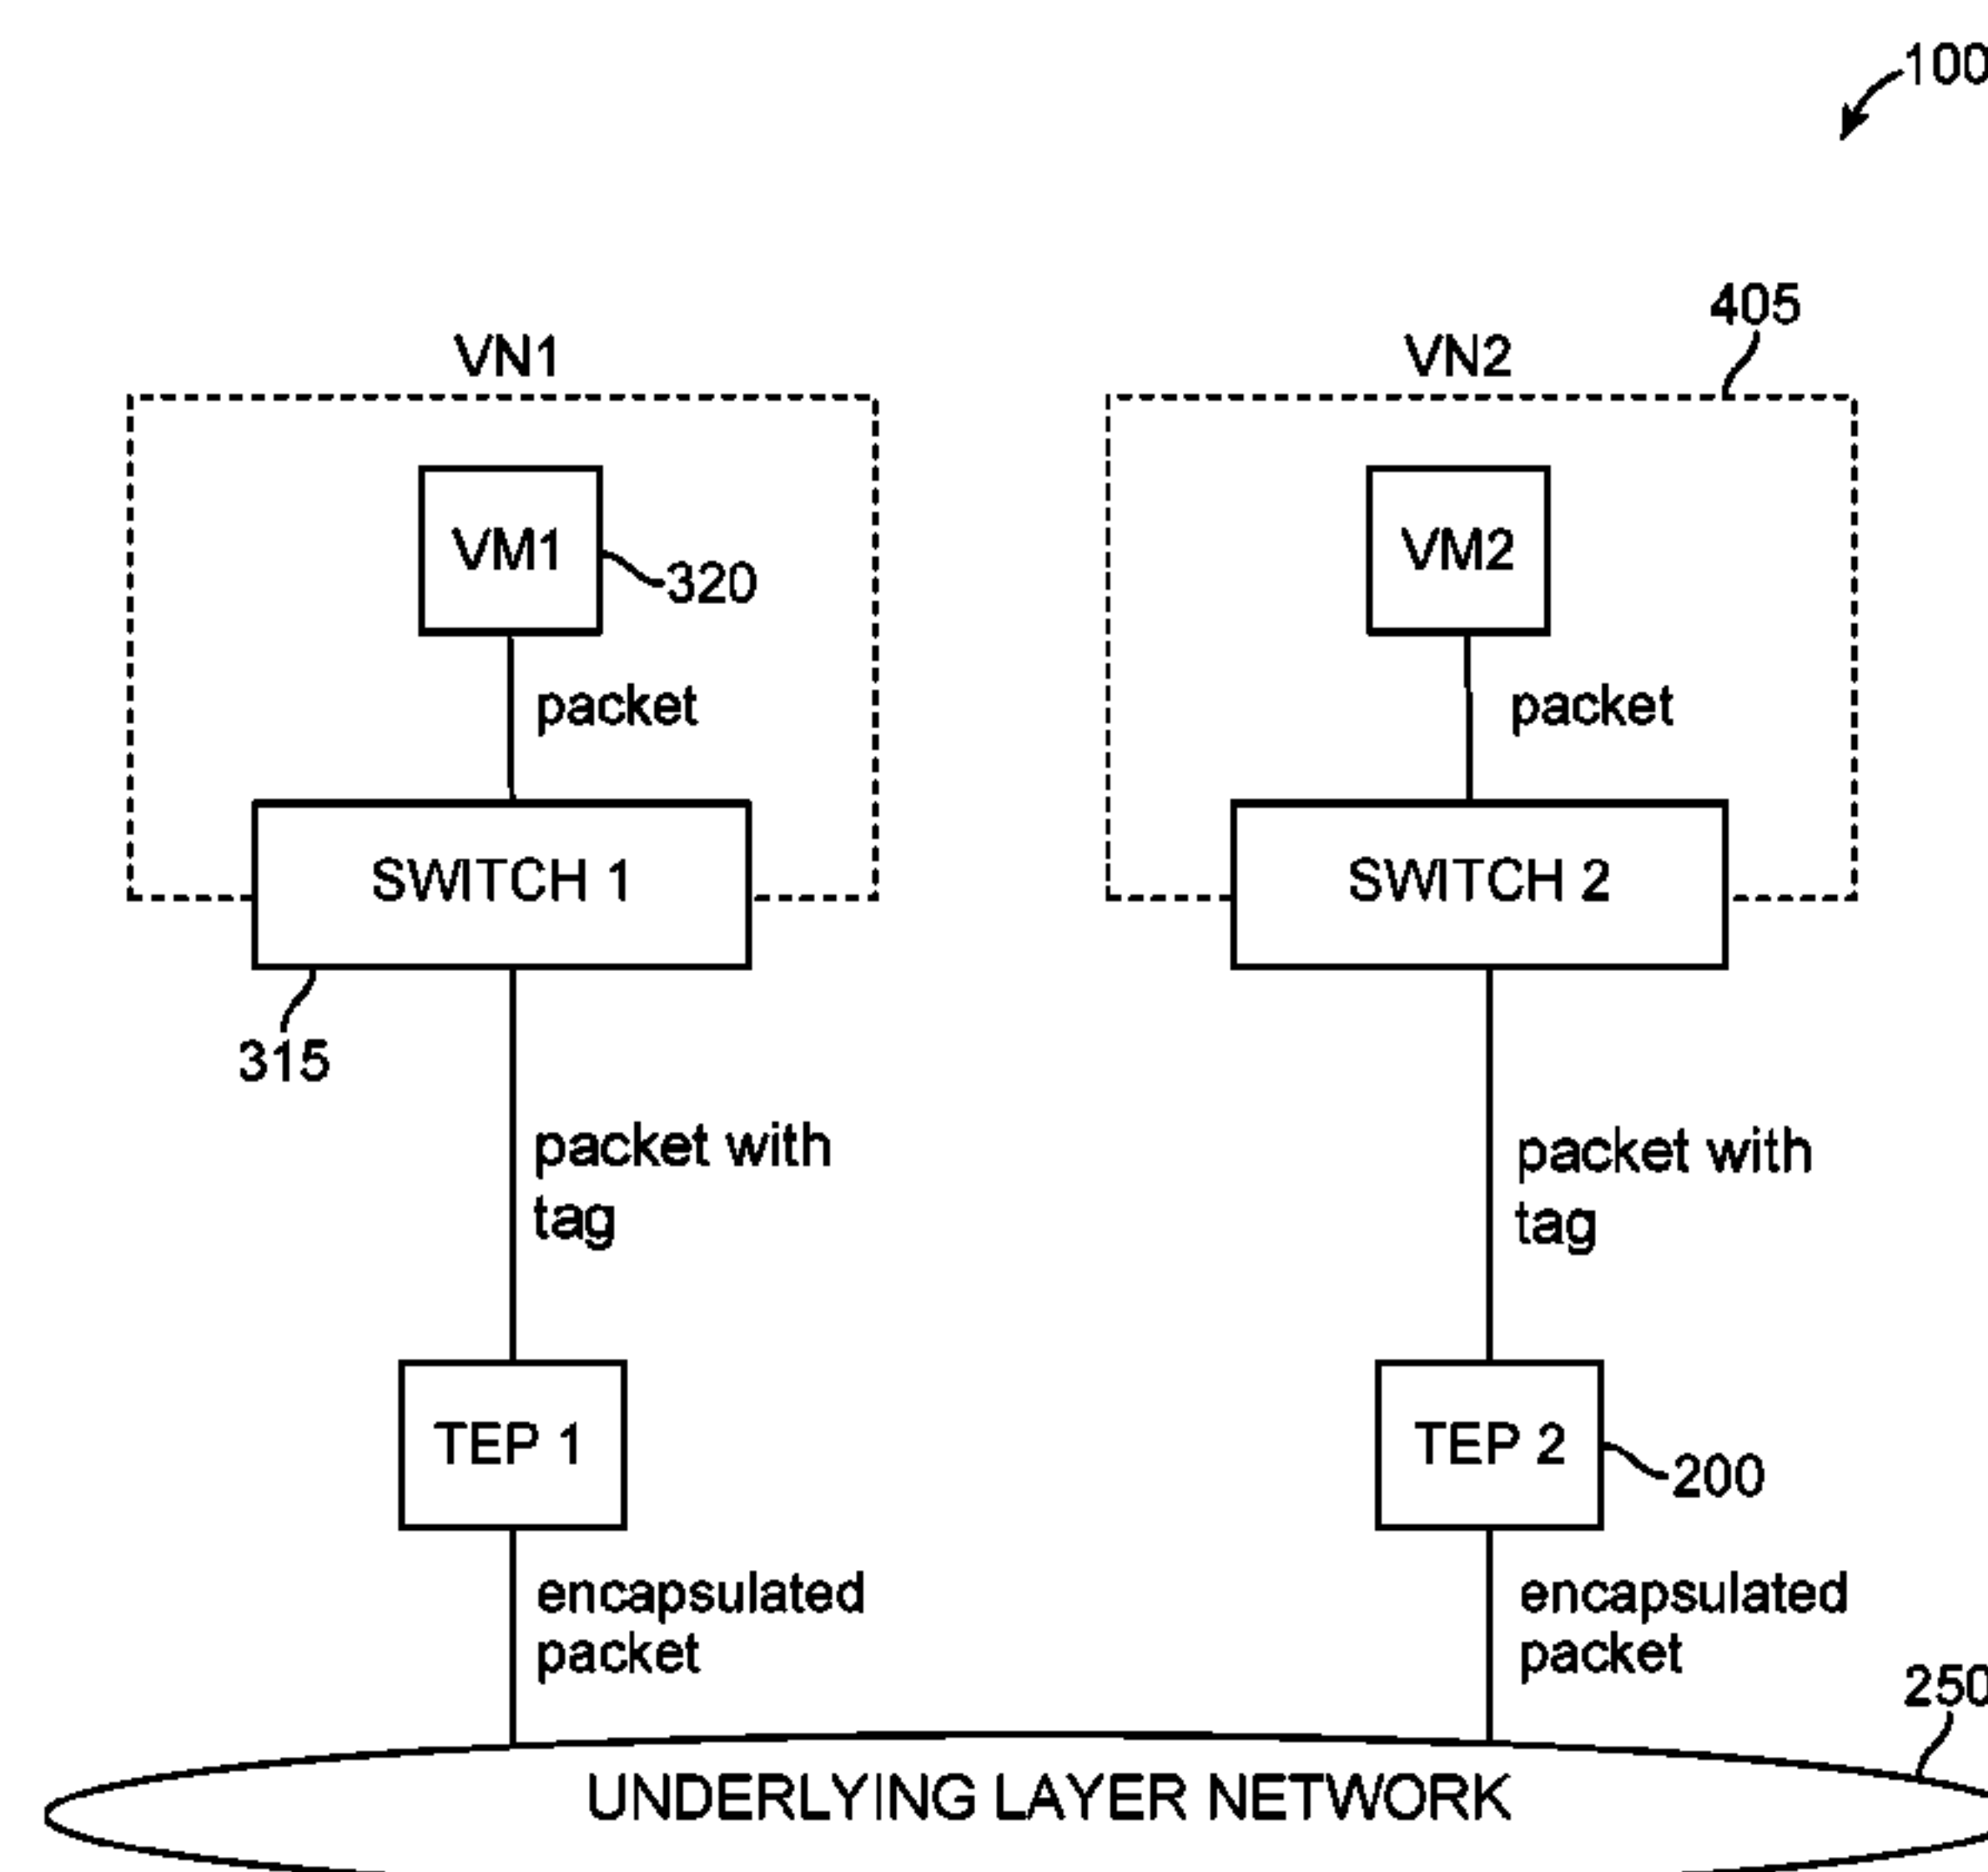 100
405
VN1
VN2
VM1
VM2
320
packet
packet
SWITCH 1
SWITCH 2
315
packet with
tag
packet with
tag
TEP 1
TEP 2
200
encapsulated
packet
encapsulated
packet
250
UNDERLYING LAYER NETWORK